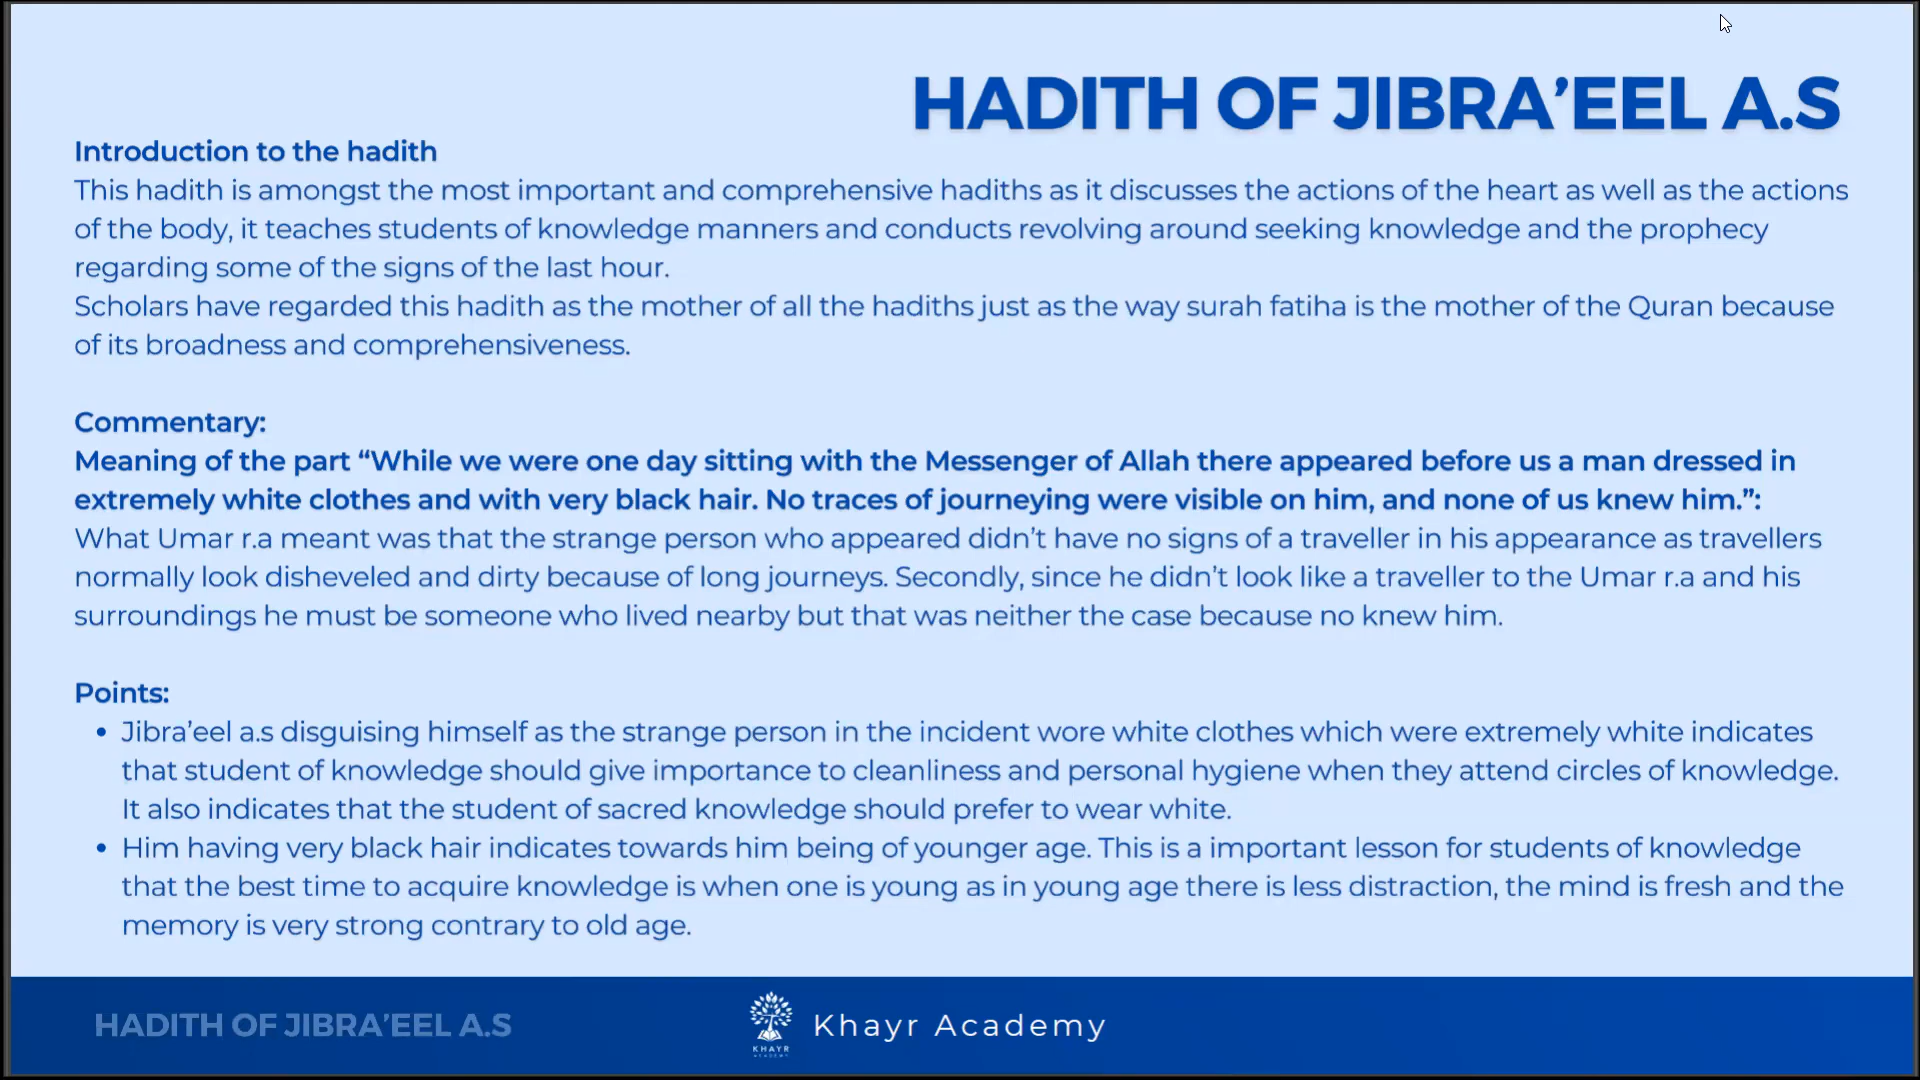 HADITH OF JIBRA’EEL A.S
Introduction to the hadith
This hadith is amongst the most important and comprehensive hadiths as it discusses the actions of the heart as well as the actions
of the body, it teaches students of knowledge manners and conducts revolving around seeking knowledge and the prophecy
regarding some of the signs of the last hour.
Scholars have regarded this hadith as the mother of all the hadiths just as the way surah fatiha is the mother of the Quran because
of its broadness and comprehensiveness.
Commentary:
Meaning of the part “While we were one day sitting with the Messenger of Allah there appeared before us a man dressed in
extremely white clothes and with very black hair. No traces of journeying were visible on him, and none of us knew him.”:
What Umar r.a meant was that the strange person who appeared didn’t have no signs of a traveller in his appearance as travellers
normally look disheveled and dirty because of long journeys. Secondly, since he didn’t look like a traveller to the Umar r.a and his
surroundings he must be someone who lived nearby but that was neither the case because no knew him.
Points:
• Jibra’eel a.s disguising himself as the strange person in the incident wore white clothes which were extremely white indicates
that student of knowledge should give importance to cleanliness and personal hygiene when they attend circles of knowledge.
It also indicates that the student of sacred knowledge should prefer to wear white.
• Him having very black hair indicates towards him being of younger age. This is a important lesson for students of knowledge
that the best time to acquire knowledge is when one is young as in young age there is less distraction, the mind is fresh and the
memory is very strong contrary to old age.
HADITH OF JIBRA’EEL A.S
KHAYR
ACADEMY
Khayr Academy